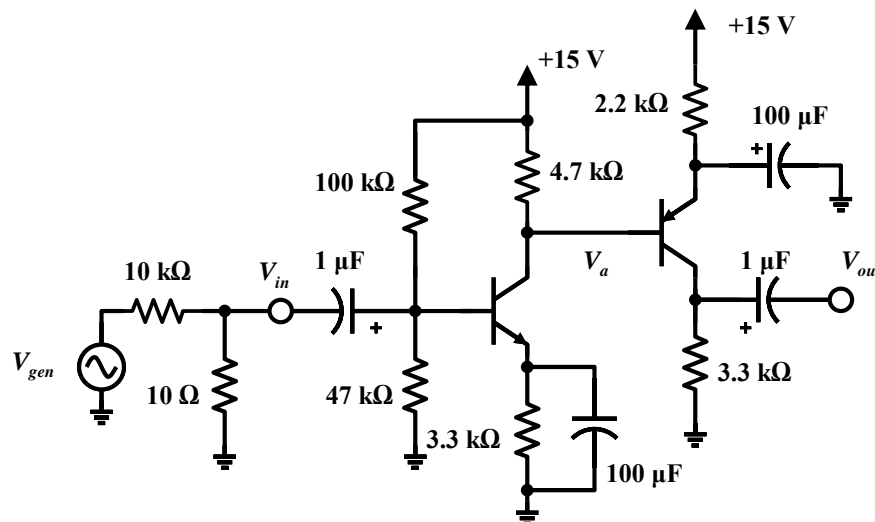 +15 V
+15 V
2.2 kΩ
100 µF
+
100 kΩ
4.7 kΩ
10 kΩ
V_in
1 µF
+
V_a
1 µF
+
V_ou
V_gen
10 Ω
47 kΩ
3.3 kΩ
100 µF
3.3 kΩ